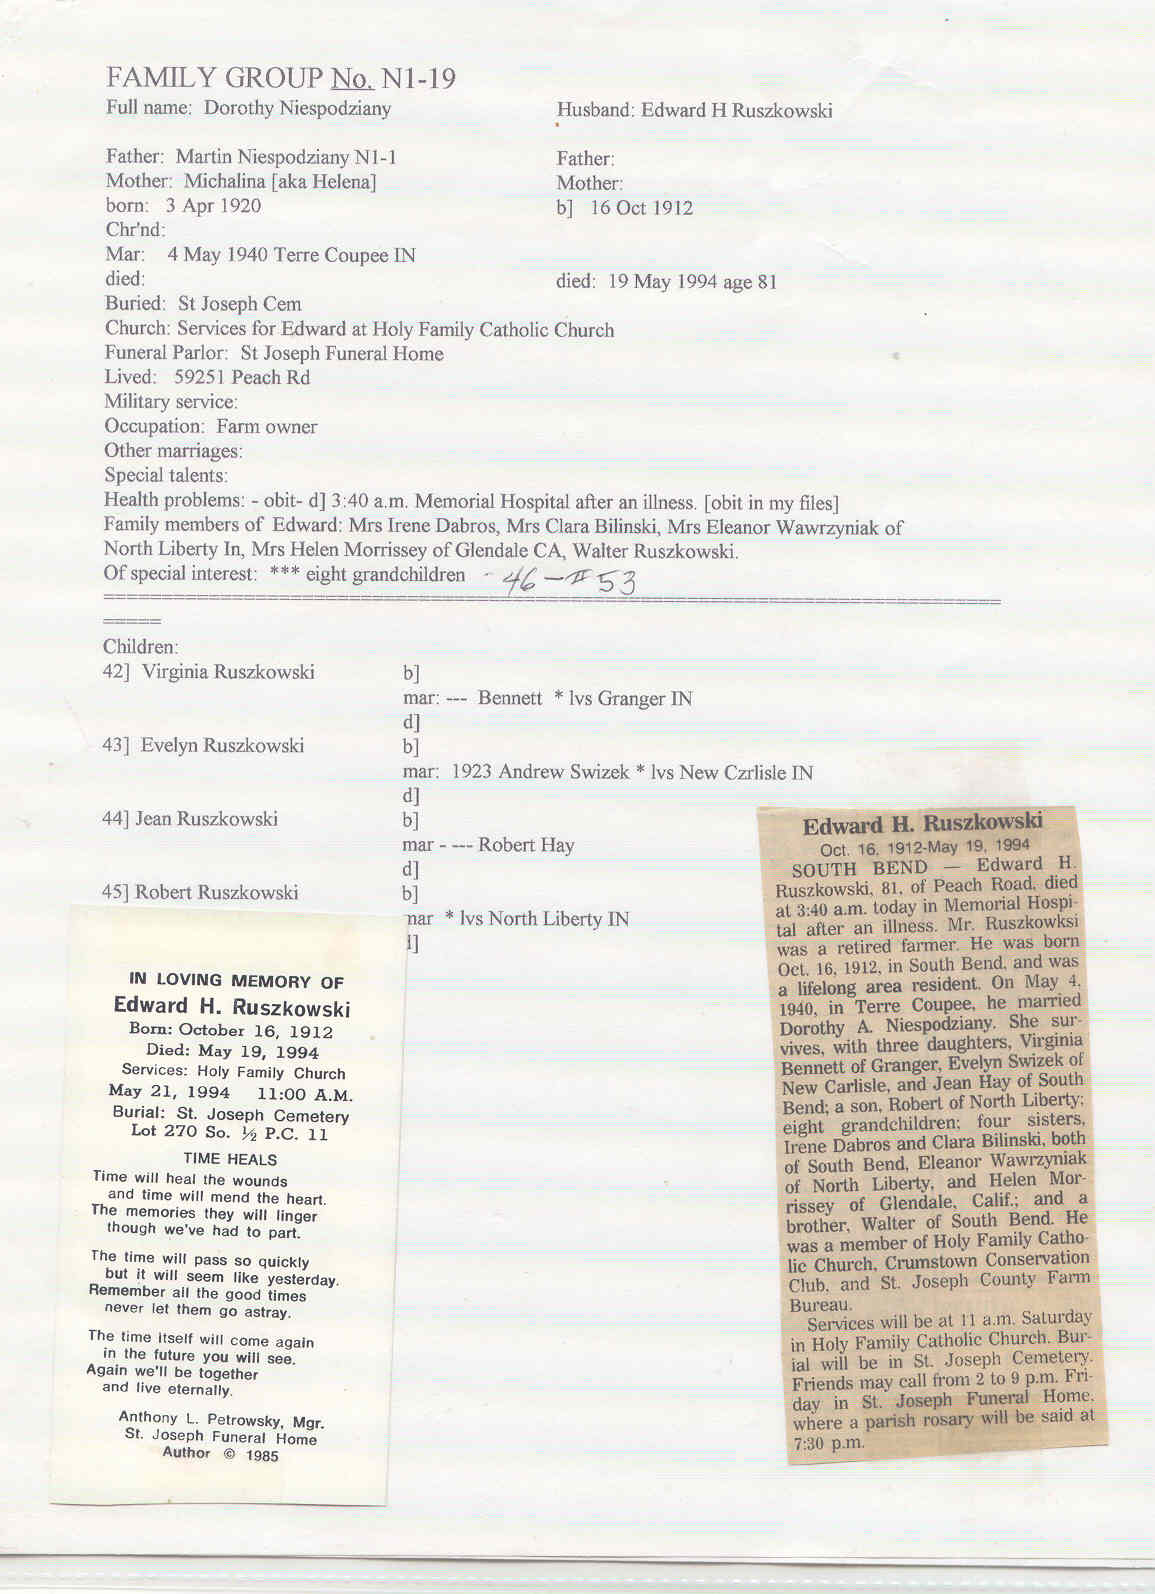 FAMILY GROUP No. N1-19
Full name: Dorothy Niespodziany
Husband: Edward H Ruszkowski
Father: Martin Niespodziany N1-1
Father:
Mother: Michalina [aka Helena]
Mother:
born: 3 Apr 1920
b] 16 Oct 1912
Chr'nd:
Mar: 4 May 1940 Terre Coupee IN
died:
died: 19 May 1994 age 81
Buried: St Joseph Cem
Church: Services for Edward at Holy Family Catholic Church
Funeral Parlor: St Joseph Funeral Home
Lived: 59251 Peach Rd
Military service:
Occupation: Farm owner
Other marriages:
Special talents:
Health problems: - obit- d] 3:40 a.m. Memorial Hospital after an illness. [obit in my files]
Family members of Edward: Mrs Irene Dabros, Mrs Clara Bilinski, Mrs Eleanor Wawrzyniak of
North Liberty In, Mrs Helen Morrissey of Glendale CA, Walter Ruszkowski.
Of special interest: *** eight grandchildren - 46 - # 53
==========================================================================================
=====
Children:
42] Virginia Ruszkowski b]
mar: --- Bennett * lvs Granger IN
d]
43] Evelyn Ruszkowski b]
mar: 1923 Andrew Swizek * lvs New Czrlisle IN
d]
44] Jean Ruszkowski b]
mar - --- Robert Hay
d]
45] Robert Ruszkowski b]
mar * lvs North Liberty IN
d]
IN LOVING MEMORY OF
Edward H. Ruszkowski
Born: October 16, 1912
Died: May 19, 1994
Services: Holy Family Church
May 21, 1994 11:00 A.M.
Burial: St. Joseph Cemetery
Lot 270 So. ½ P.C. 11
TIME HEALS
Time will heal the wounds
and time will mend the heart.
The memories they will linger
though we've had to part.
The time will pass so quickly
but it will seem like yesterday.
Remember all the good times
never let them go astray.
The time itself will come again
in the future you will see.
Again we'll be together
and live eternally.
Anthony L. Petrowsky, Mgr.
St. Joseph Funeral Home
Author © 1985
Edward H. Ruszkowski
Oct. 16, 1912-May 19, 1994
SOUTH BEND — Edward H.
Ruszkowski, 81, of Peach Road, died
at 3:40 a.m. today in Memorial Hospi-
tal after an illness. Mr. Ruszkowksi
was a retired farmer. He was born
Oct. 16, 1912, in South Bend, and was
a lifelong area resident. On May 4,
1940, in Terre Coupee, he married
Dorothy A. Niespodziany. She sur-
vives, with three daughters, Virginia
Bennett of Granger, Evelyn Swizek of
New Carlisle, and Jean Hay of South
Bend; a son, Robert of North Liberty;
eight grandchildren; four sisters,
Irene Dabros and Clara Bilinski, both
of South Bend, Eleanor Wawrzyniak
of North Liberty, and Helen Mor-
rissey of Glendale, Calif.; and a
brother, Walter of South Bend. He
was a member of Holy Family Catho-
lic Church, Crumstown Conservation
Club, and St. Joseph County Farm
Bureau.
Services will be at 11 a.m. Saturday
in Holy Family Catholic Church. Bur-
ial will be in St. Joseph Cemetery.
Friends may call from 2 to 9 p.m. Fri-
day in St. Joseph Funeral Home,
where a parish rosary will be said at
7:30 p.m.